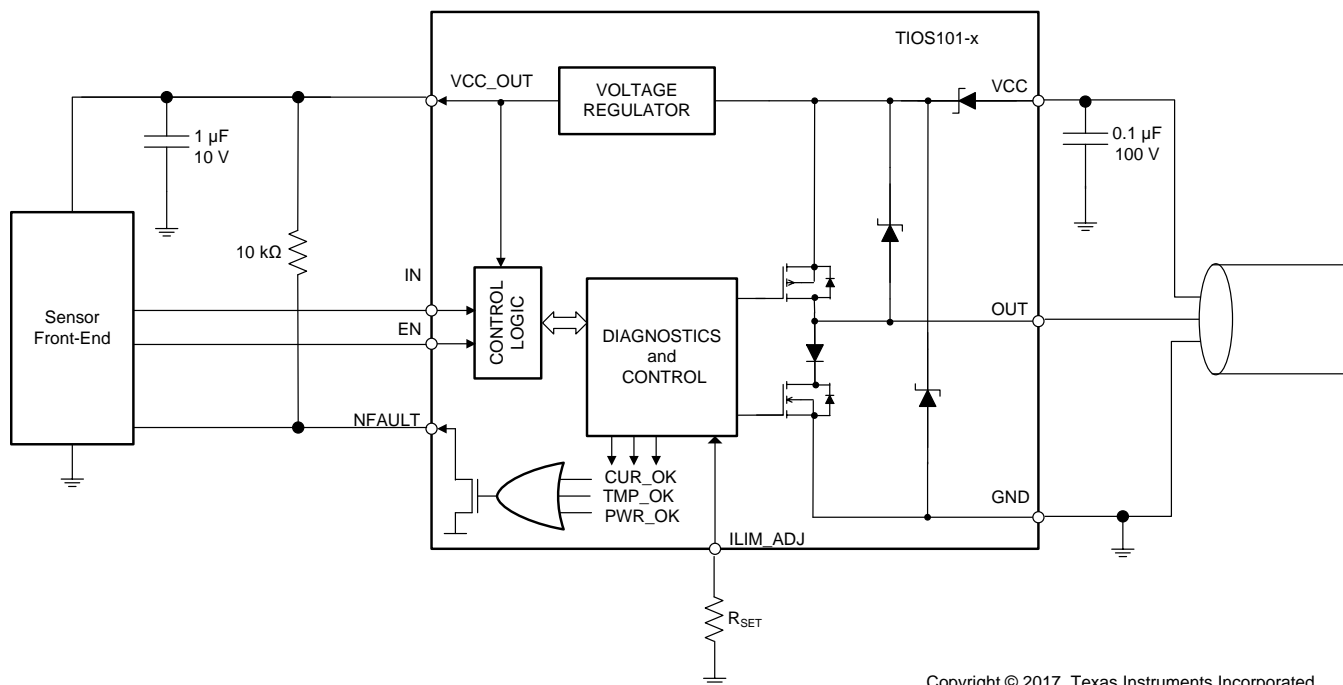 TIOS101-x
VCC_OUT
VOLTAGE
REGULATOR
VCC
1 µF
10 V
0.1 µF
100 V
10 kΩ
IN
Sensor
Front-End
EN
CONTROL
LOGIC
DIAGNOSTICS
and
CONTROL
OUT
NFAULT
CUR_OK
TMP_OK
PWR_OK
GND
ILIM_ADJ
RSET
Copyright © 2017, Texas Instruments Incorporated